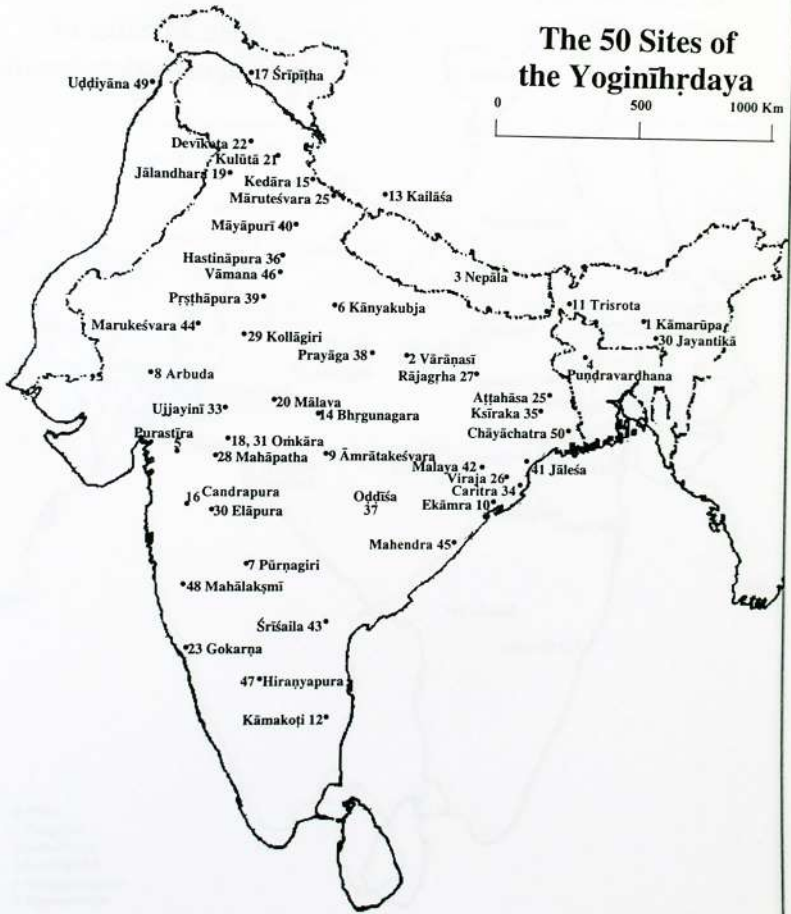 The 50 Sites of
the Yoginīhṛdaya
0 500 1000 Km
17 Śrīpīṭha
Uḍḍiyāna 49
Devīkoṭa 22
Kulūtā 21
Jālandhara 19
Kedāra 15
Māruteśvara 25
13 Kailāśa
Māyāpurī 40
Hastināpura 36
Vāmana 46
3 Nepāla
Pṛṣṭhāpura 39
6 Kānyakubja
11 Trisrota
Marukeśvara 44
1 Kāmarūpa
29 Kollāgiri
30 Jayantikā
Prayāga 38
2 Vārāṇasī
4
Puṇḍravardhana
8 Arbuda
Rājagṛha 27
20 Mālava
Aṭṭahāsa 25
Ujjayinī 33
14 Bhṛgunagara
Kṣīraka 35
Purastīra
5
18, 31 Oṁkāra
Chāyāchatra 50
28 Mahāpatha
9 Āmrātakeśvara
Malaya 42
41 Jāleśa
Viraja 26
16
Candrapura
Oḍḍīśa
37
Caritra 34
30 Elāpura
Ekāmra 10
Mahendra 45
7 Pūrṇagiri
48 Mahālakṣmī
Śrīśaila 43
23 Gokarṇa
47 Hiraṇyapura
Kāmakoṭi 12